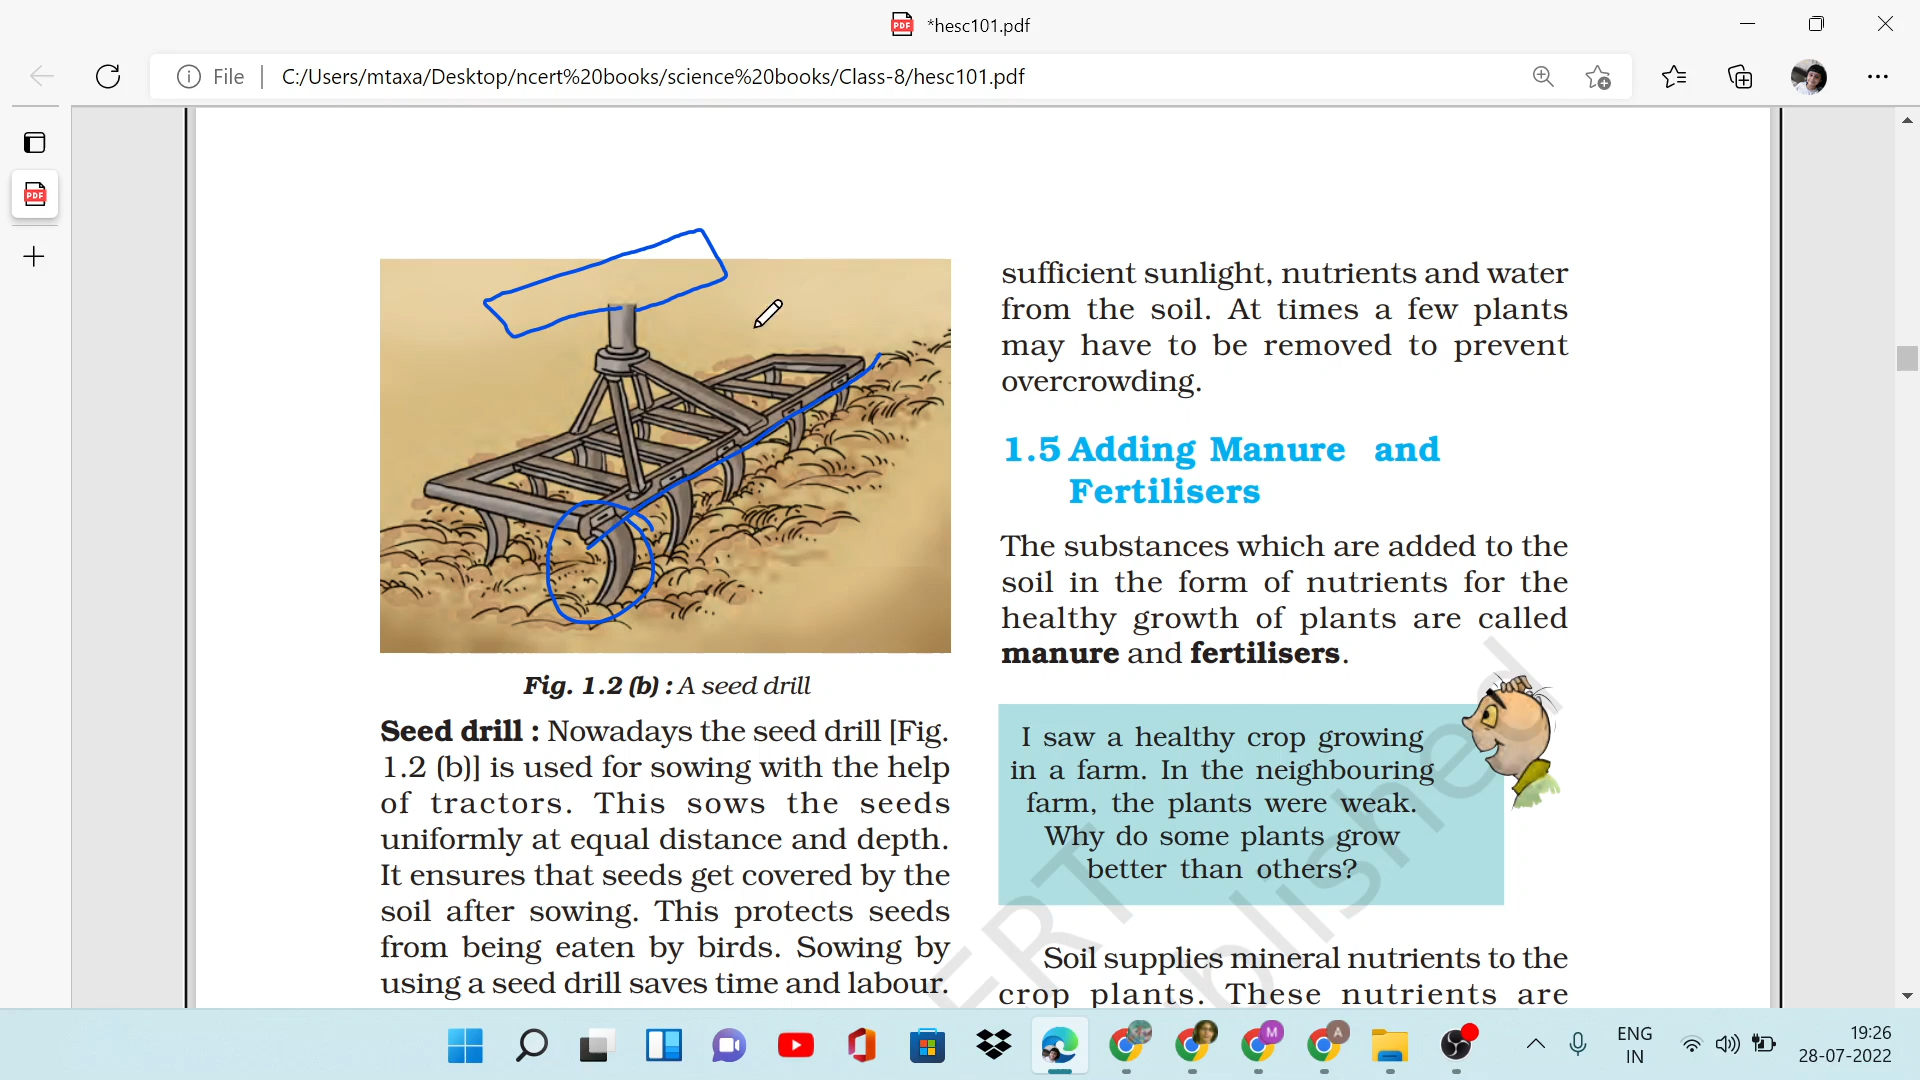 *hesc101.pdf
File
C:/Users/mtaxa/Desktop/ncert%20books/science%20books/Class-8/hesc101.pdf
Fig. 1.2 (b) : A seed drill
Seed drill : Nowadays the seed drill [Fig.
1.2 (b)] is used for sowing with the help
of tractors. This sows the seeds
uniformly at equal distance and depth.
It ensures that seeds get covered by the
soil after sowing. This protects seeds
from being eaten by birds. Sowing by
using a seed drill saves time and labour.
sufficient sunlight, nutrients and water
from the soil. At times a few plants
may have to be removed to prevent
overcrowding.
1.5 Adding Manure and
Fertilisers
The substances which are added to the
soil in the form of nutrients for the
healthy growth of plants are called
manure and fertilisers.
I saw a healthy crop growing
in a farm. In the neighbouring
farm, the plants were weak.
Why do some plants grow
better than others?
Soil supplies mineral nutrients to the
crop plants. These nutrients are
ERT
blished
M
A
ENG
IN
19:26
28-07-2022